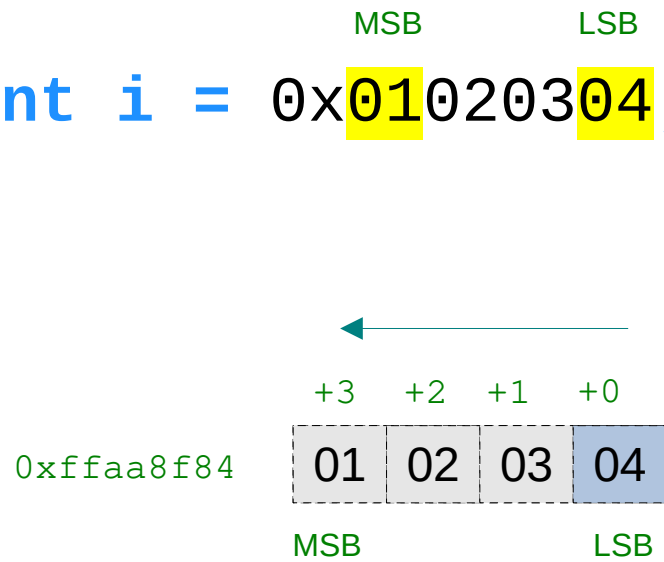 MSB LSB
nt i = 0x01020304
+3 +2 +1 +0
0xffaa8f84 01 02 03 04
MSB LSB